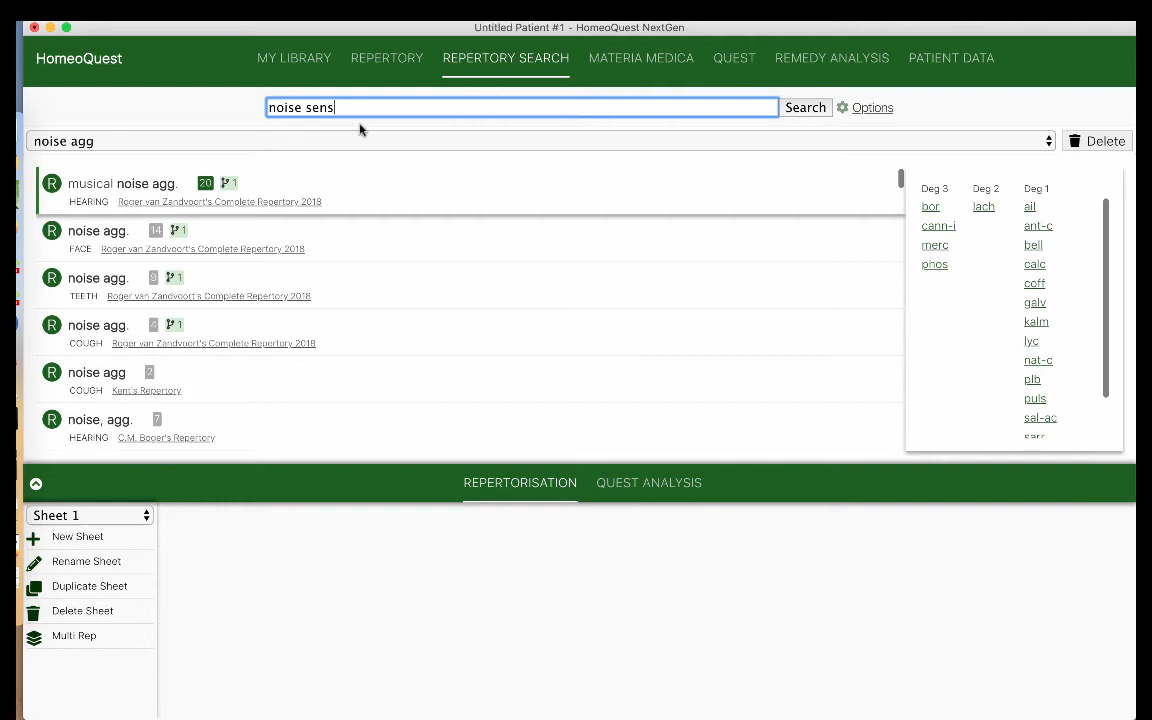 Untitled Patient #1 - HomeoQuest NextGen
HomeoQuest MY LIBRARY REPERTORY REPERTORY SEARCH MATERIA MEDICA QUEST REMEDY ANALYSIS PATIENT DATA
noise sens Search Options
noise agg Delete
R musical noise agg. 20 1
HEARING Roger van Zandvoort's Complete Repertory 2018
R noise agg. 14 1
FACE Roger van Zandvoort's Complete Repertory 2018
R noise agg. 9 1
TEETH Roger van Zandvoort's Complete Repertory 2018
R noise agg. 4 1
COUGH Roger van Zandvoort's Complete Repertory 2018
R noise agg 2
COUGH Kent's Repertory
R noise, agg. 7
HEARING C.M. Boger's Repertory
Deg 3 Deg 2 Deg 1
bor lach ail
cann-i ant-c
merc bell
phos calc
coff
galv
kalm
lyc
nat-c
plb
puls
sal-ac
sarr
REPERTORISATION QUEST ANALYSIS
Sheet 1
New Sheet
Rename Sheet
Duplicate Sheet
Delete Sheet
Multi Rep